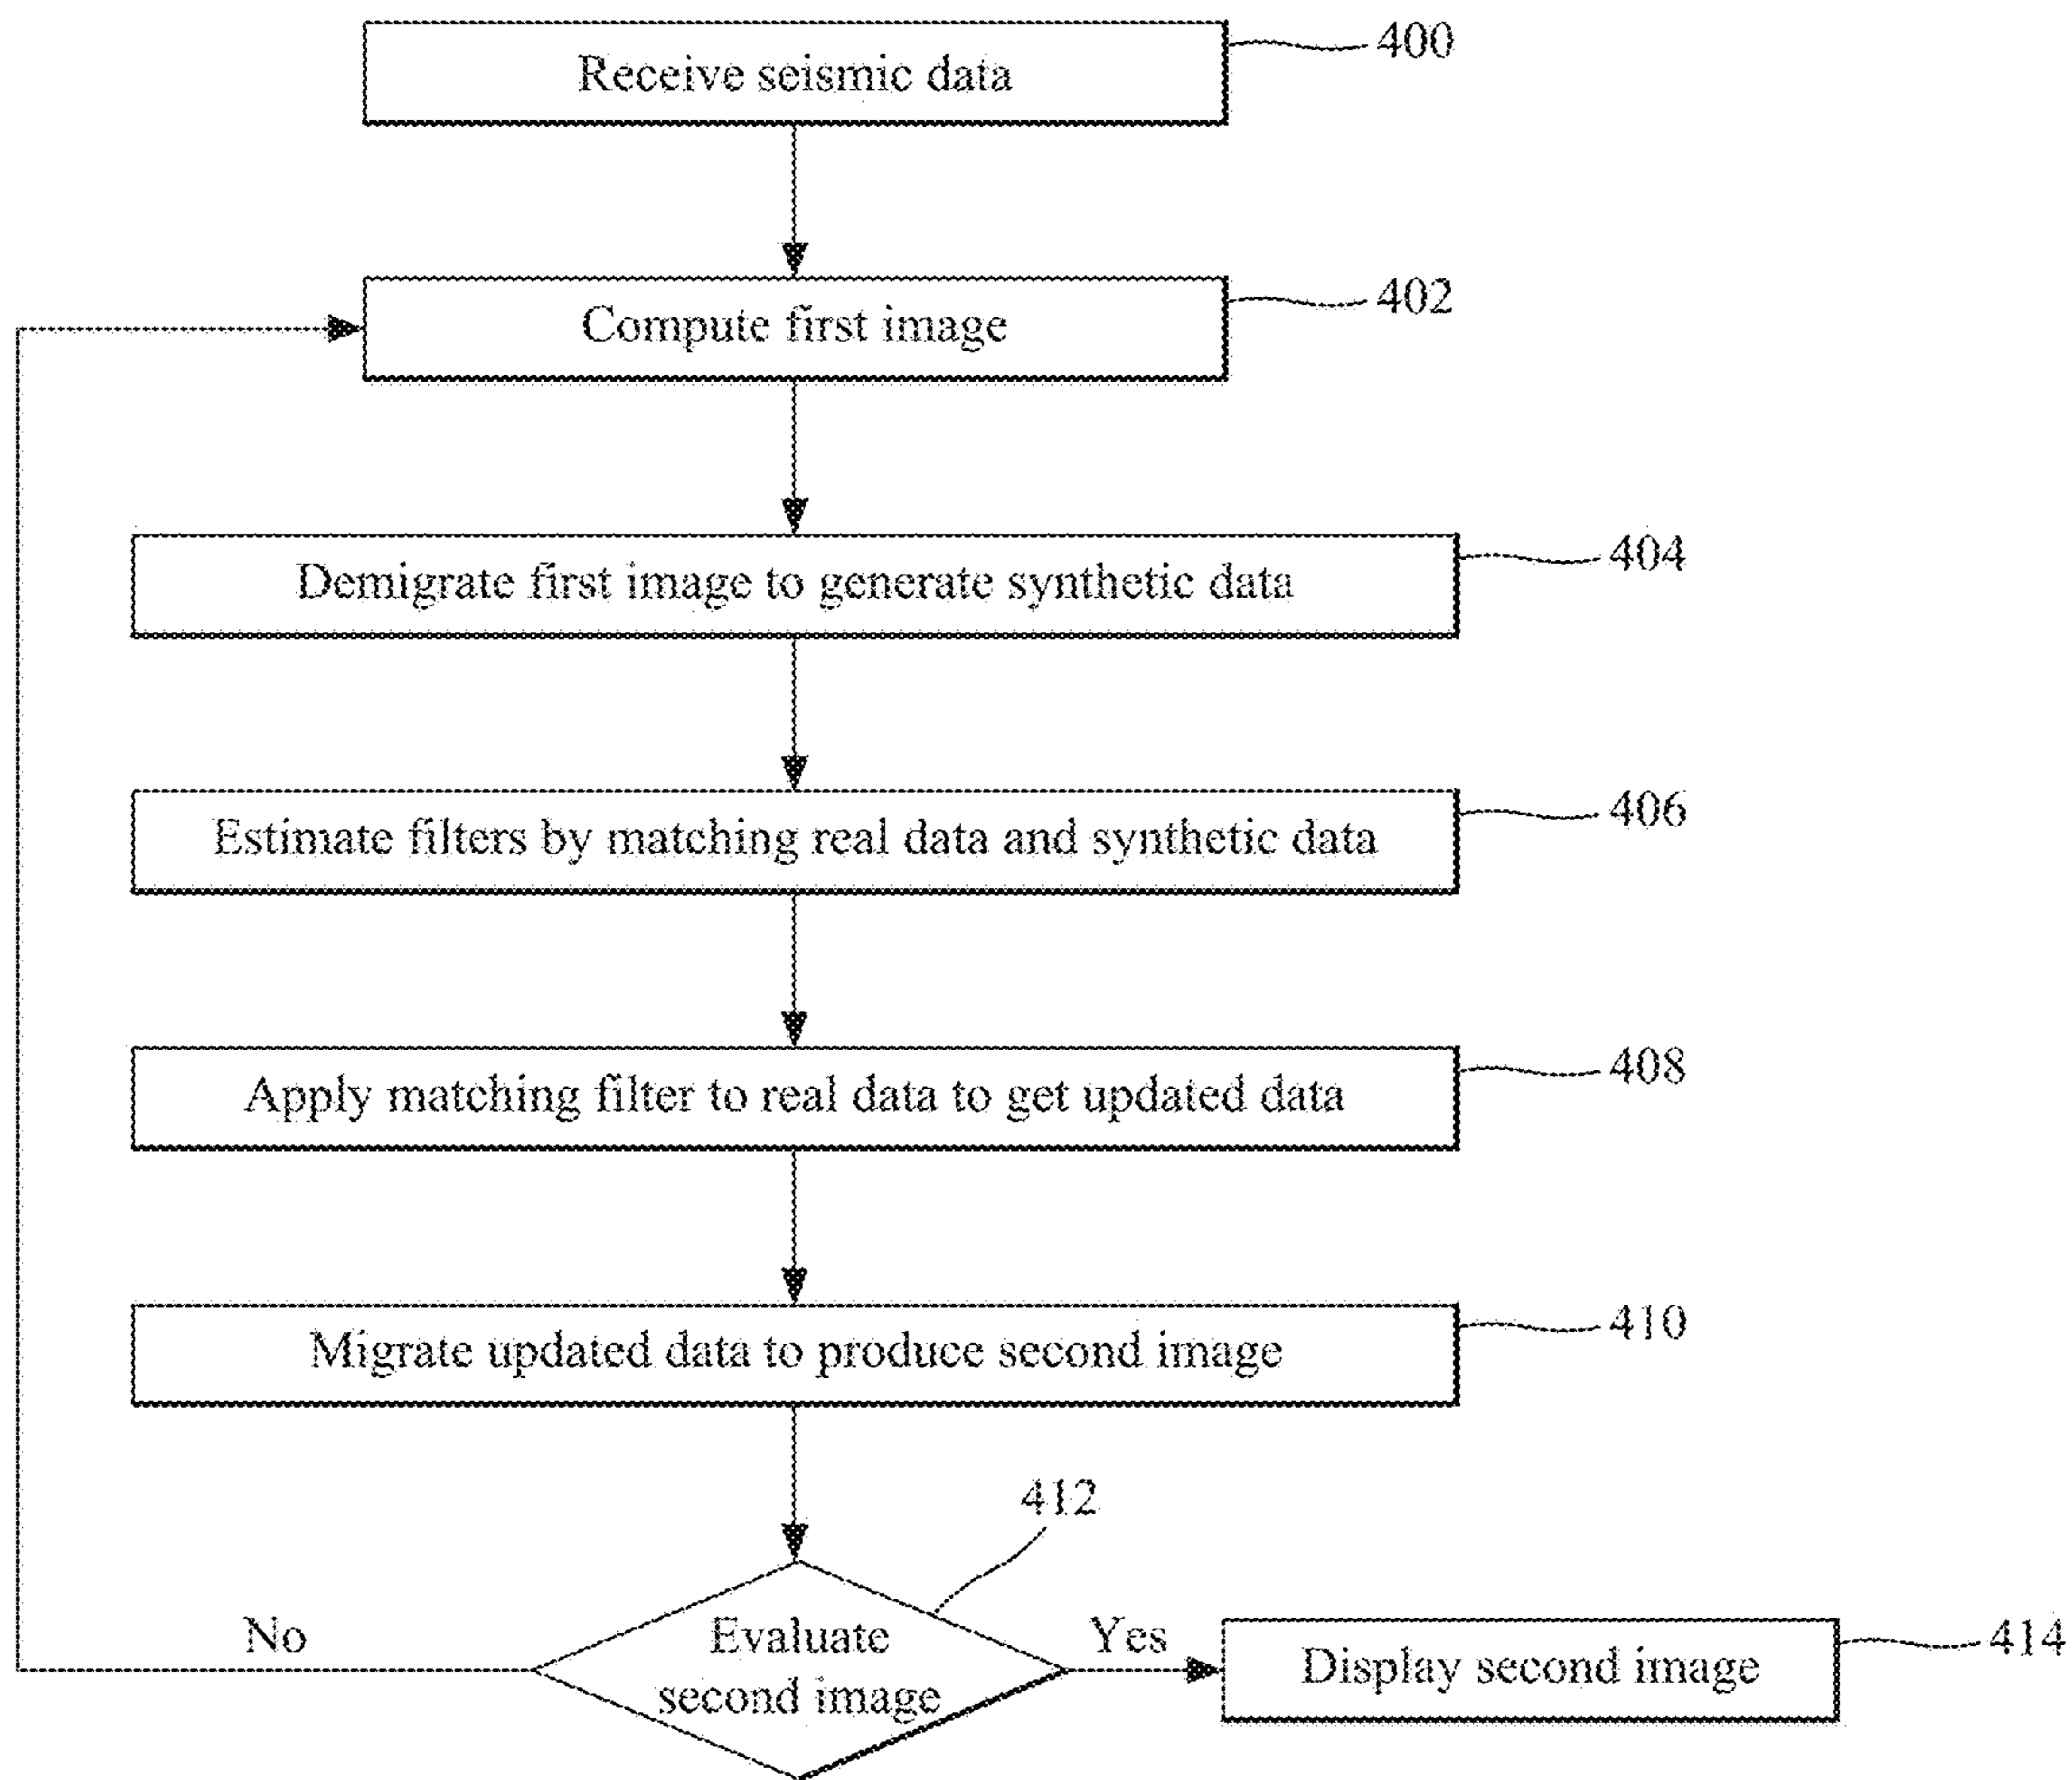 Receive seismic data
400
Compute first image
402
Demigrate first image to generate synthetic data
404
Estimate filters by matching real data and synthetic data
406
Apply matching filter to real data to get updated data
408
Migrate updated data to produce second image
410
412
Evaluate
second image
No
Yes
Display second image
414